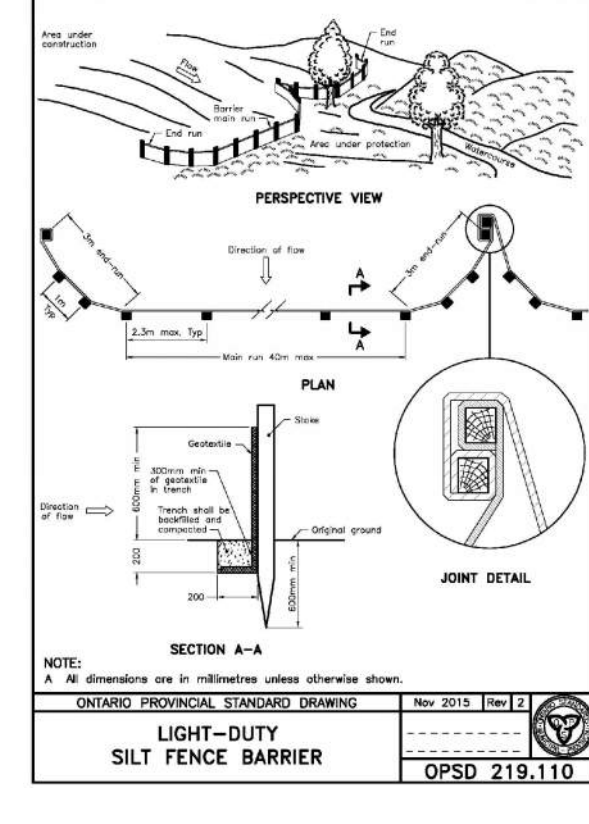 Area under
construction
Flow
End
run
Barrier
main run
End run
Area under protection
Watercourse
PERSPECTIVE VIEW
3m end-run
Direction of flow
3m end-run
A
1m
Typ
2.3m max, Typ
A
Main run 40m max
PLAN
Stake
Geotextile
600mm min
300mm min
of geotextile
in trench
Direction
of flow
Trench shall be
backfilled and
compacted
Original ground
200
200
600mm min
JOINT DETAIL
SECTION A-A
NOTE:
A All dimensions are in millimetres unless otherwise shown.
ONTARIO PROVINCIAL STANDARD DRAWING
Nov 2015 Rev 2
LIGHT-DUTY
SILT FENCE BARRIER
OPSD 219.110